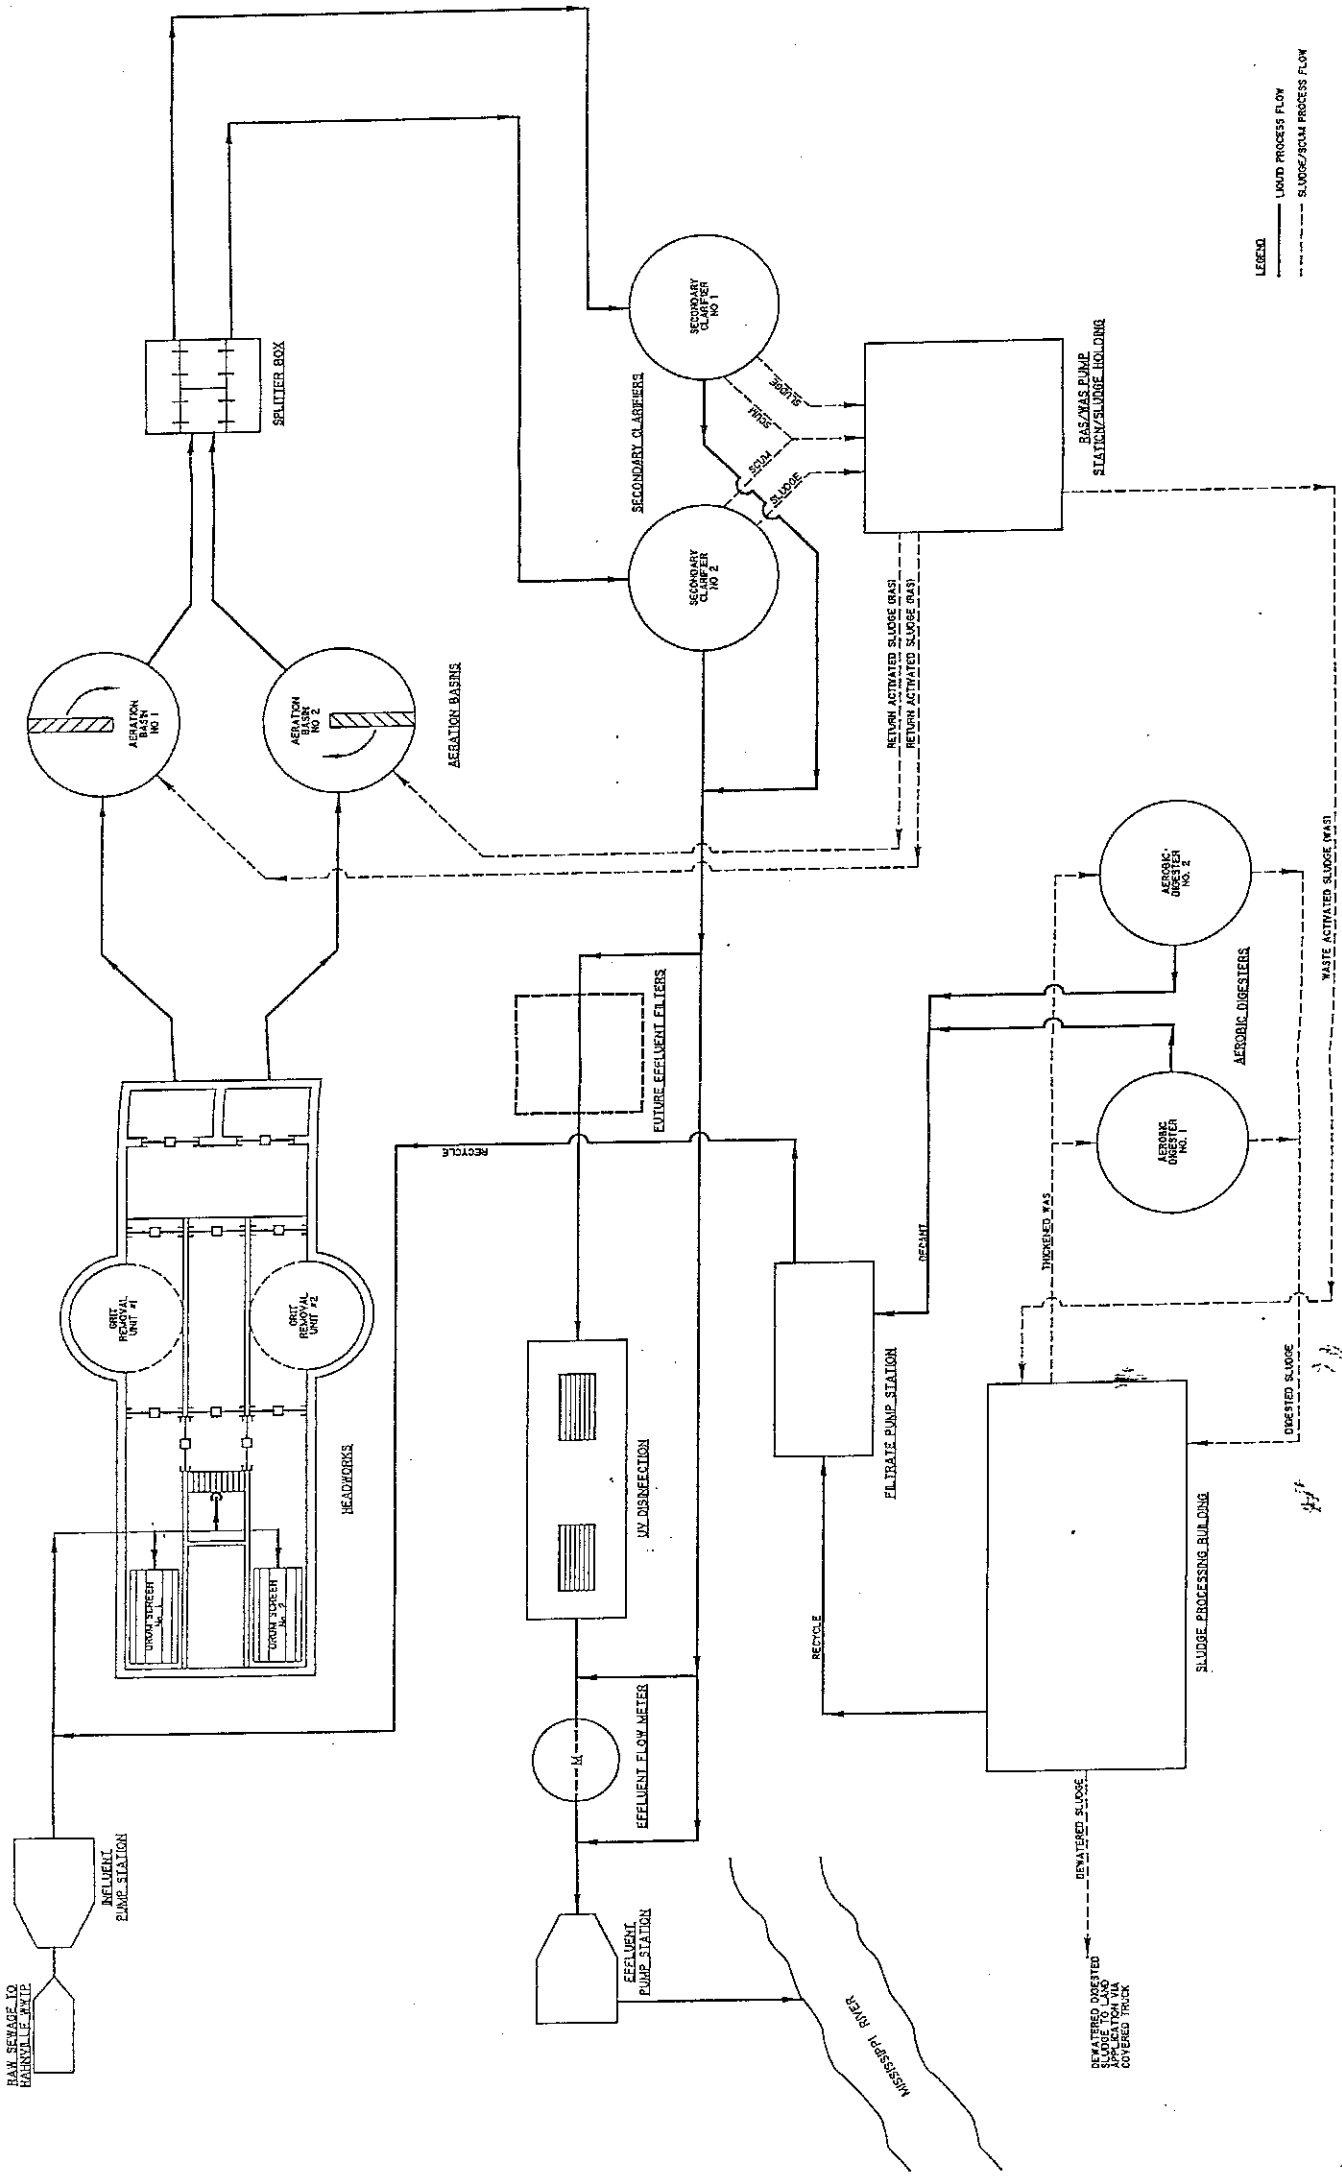 RAW SEWAGE TO
HAHNVILLE WWTP
INFLUENT
PUMP STATION
DRUM SCREEN
No. 1
DRUM SCREEN
No. 2
GRIT
REMOVAL
UNIT #1
GRIT
REMOVAL
UNIT #2
HEADWORKS
AERATION
BASIN
NO 1
AERATION
BASIN
NO 2
AERATION BASINS
SPLITTER BOX
EFFLUENT
PUMP STATION
M
EFFLUENT FLOW METER
UV DISINFECTION
RECYCLE
FUTURE EFFLUENT FILTERS
SECONDARY
CLARIFIER
NO 2
SECONDARY CLARIFIERS
SECONDARY
CLARIFIER
NO 1
SCUM
SLUDGE
SCUM
SLUDGE
RETURN ACTIVATED SLUDGE (RAS)
RETURN ACTIVATED SLUDGE (RAS)
RAS/WAS PUMP
STATION/SLUDGE HOLDING
MISSISSIPPI RIVER
RECYCLE
FILTRATE PUMP STATION
DECANT
DEWATERED DIGESTED
SLUDGE TO LAND
APPLICATION VIA
COVERED TRUCK
DEWATERED SLUDGE
SLUDGE PROCESSING BUILDING
THICKENED WAS
DIGESTED SLUDGE
AEROBIC
DIGESTER
NO. 1
AEROBIC
DIGESTER
NO. 2
AEROBIC DIGESTERS
WASTE ACTIVATED SLUDGE (WAS)
LEGEND
LIQUID PROCESS FLOW
SLUDGE/SCUM PROCESS FLOW